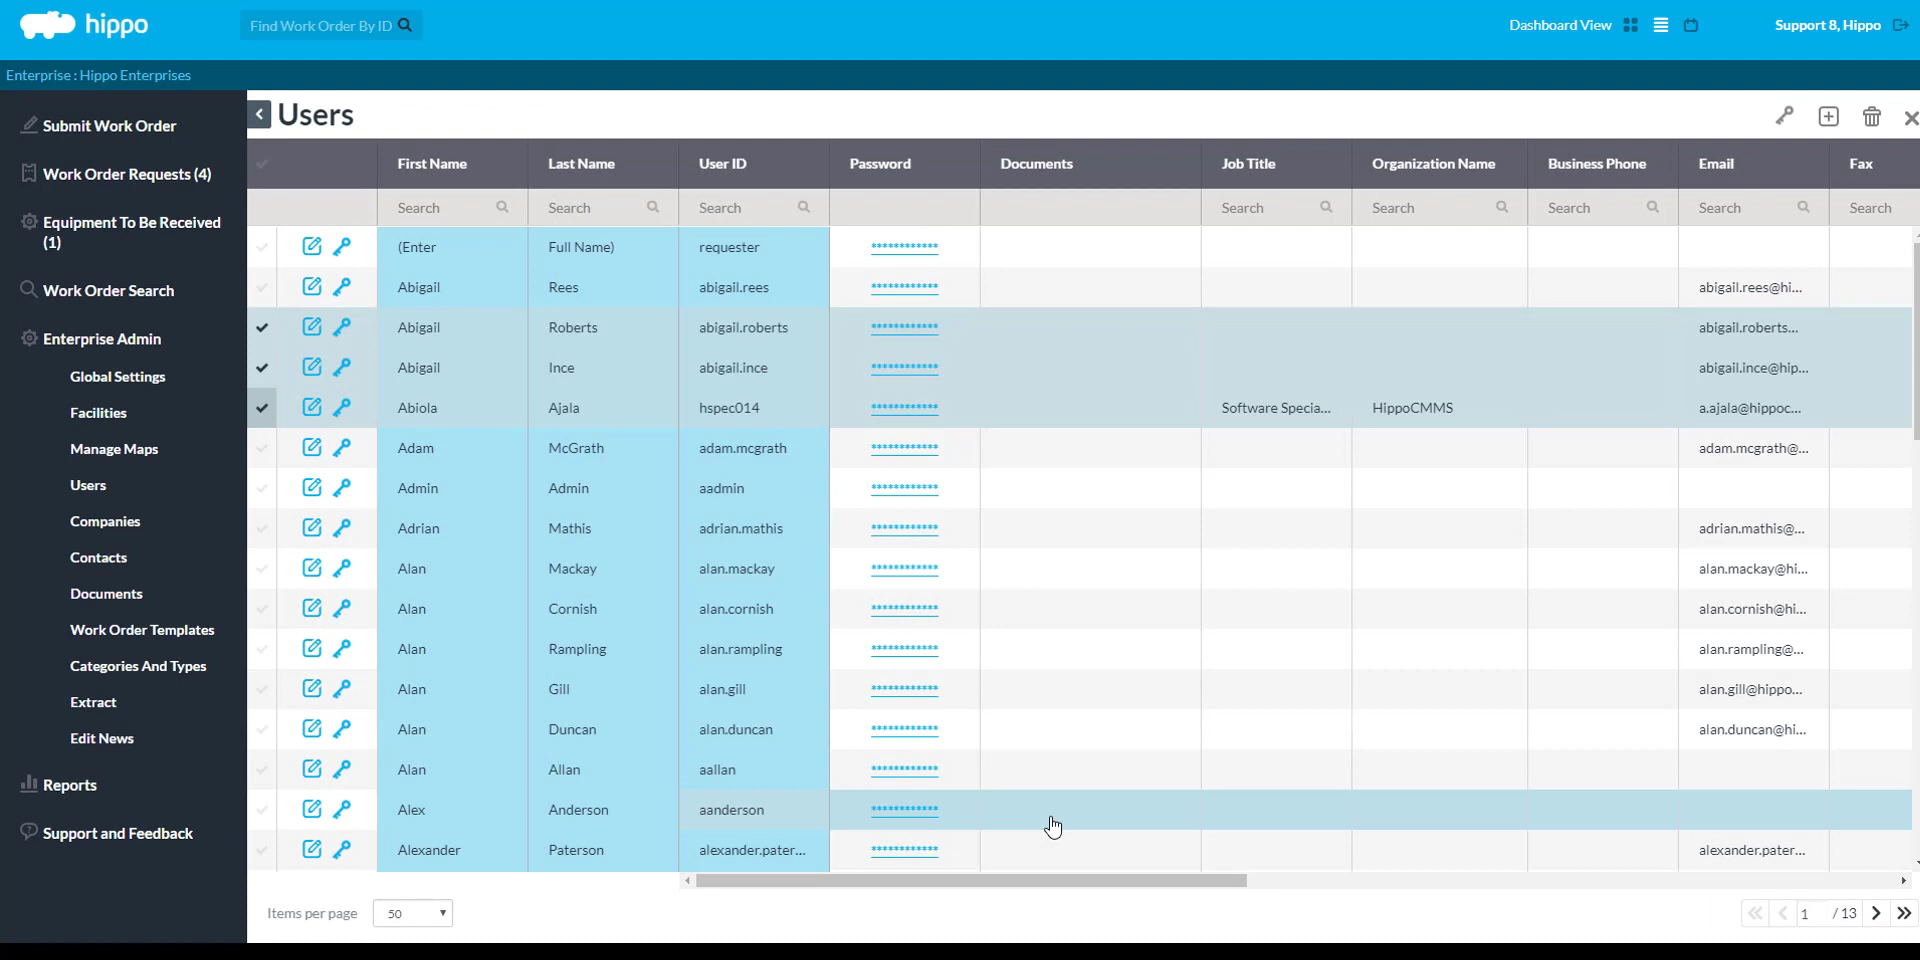 hippo
Find Work Order By ID
Dashboard View
Support 8, Hippo
Enterprise : Hippo Enterprises
Submit Work Order
Work Order Requests (4)
Equipment To Be Received
(1)
Work Order Search
Enterprise Admin
Global Settings
Facilities
Manage Maps
Users
Companies
Contacts
Documents
Work Order Templates
Categories And Types
Extract
Edit News
Reports
Support and Feedback
Users
First Name Last Name User ID Password Documents Job Title Organization Name Business Phone Email Fax
Search Search Search Search Search Search Search Search
(Enter Full Name) requester ************
Abigail Rees abigail.rees ************ abigail.rees@hi...
Abigail Roberts abigail.roberts ************ abigail.roberts...
Abigail Ince abigail.ince ************ abigail.ince@hip...
Abiola Ajala hspec014 ************ Software Specia... HippoCMMS a.ajala@hippoc...
Adam McGrath adam.mcgrath ************ adam.mcgrath@...
Admin Admin aadmin ************
Adrian Mathis adrian.mathis ************ adrian.mathis@...
Alan Mackay alan.mackay ************ alan.mackay@hi...
Alan Cornish alan.cornish ************ alan.cornish@hi...
Alan Rampling alan.rampling ************ alan.rampling@...
Alan Gill alan.gill ************ alan.gill@hippo...
Alan Duncan alan.duncan ************ alan.duncan@hi...
Alan Allan aallan ************
Alex Anderson aanderson ************
Alexander Paterson alexander.pater... ************ alexander.pater...
Items per page 50
1 / 13